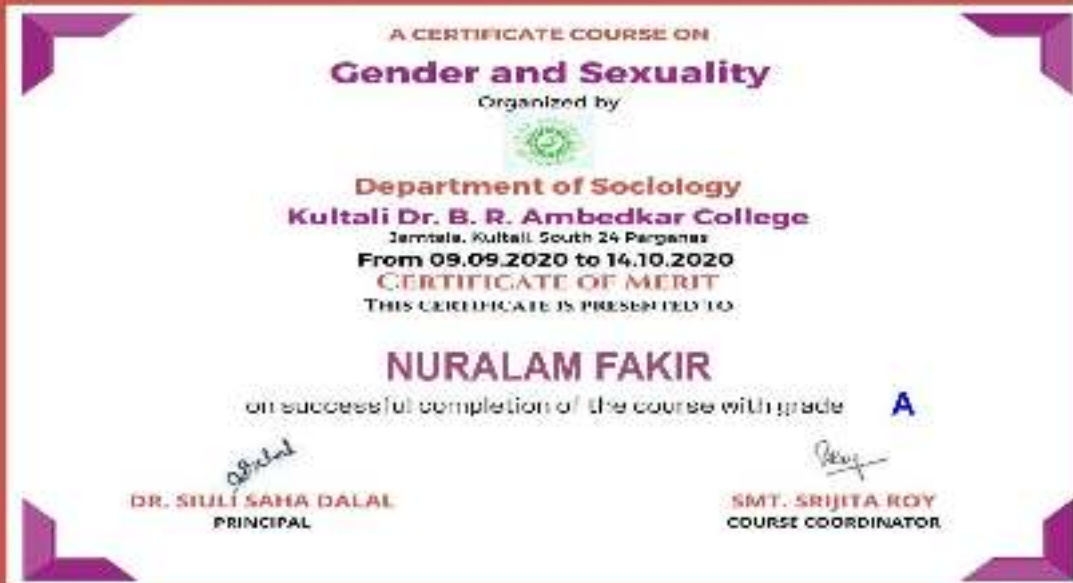 A CERTIFICATE COURSE ON
Gender and Sexuality
Organized by
Department of Sociology
Kultali Dr. B. R. Ambedkar College
Jamtala, Kultali, South 24 Parganas
From 09.09.2020 to 14.10.2020
CERTIFICATE OF MERIT
THIS CERTIFICATE IS PRESENTED TO
NURALAM FAKIR
on successful completion of the course with grade A
DR. SIULI SAHA DALAL
PRINCIPAL
SMT. SRIJITA ROY
COURSE COORDINATOR